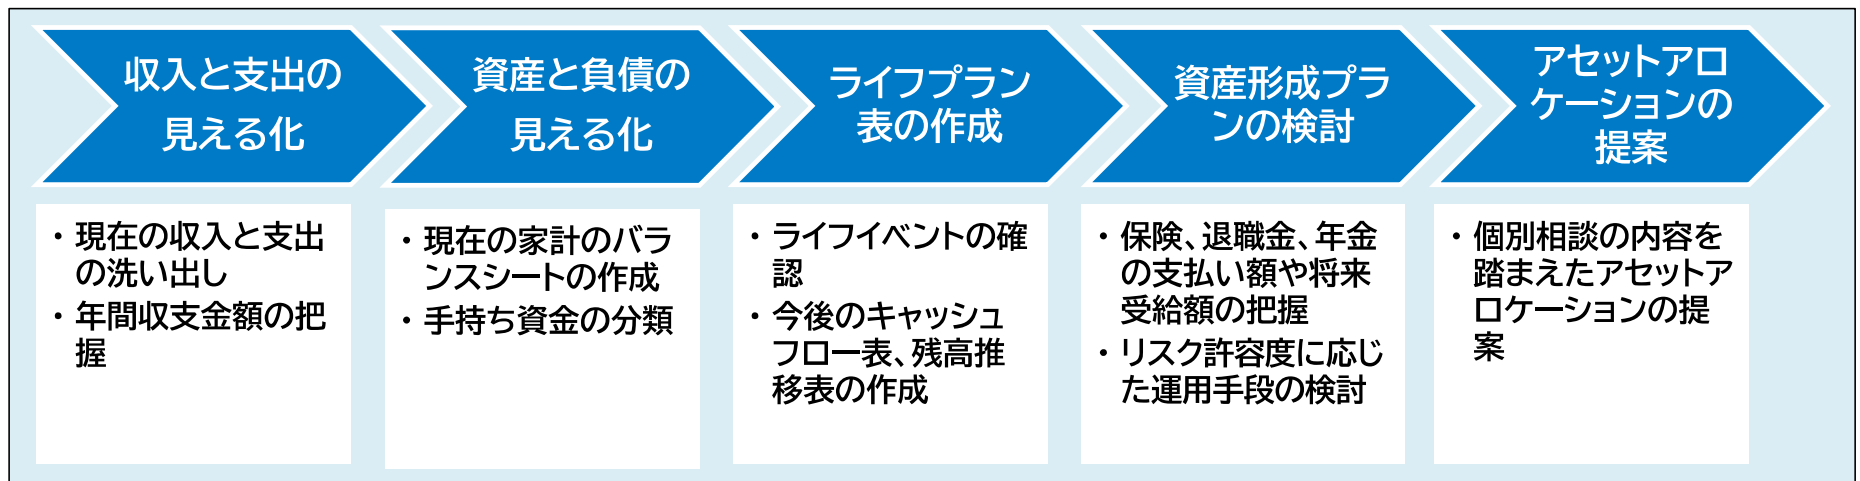 収入と支出の
見える化
資産と負債の
見える化
ライフプラン
表の作成
資産形成プラ
ンの検討
アセットアロ
ケーションの
提案
・現在の収入と支出
の洗い出し
・年間収支金額の把
握
・現在の家計のバラ
ンスシートの作成
・手持ち資金の分類
・ライフイベントの確
認
・今後のキャッシュ
フロー表、残高推
移表の作成
・保険、退職金、年金
の支払い額や将来
受給額の把握
・リスク許容度に応じ
た運用手段の検討
・個別相談の内容を
踏まえたアセットア
ロケーションの提
案